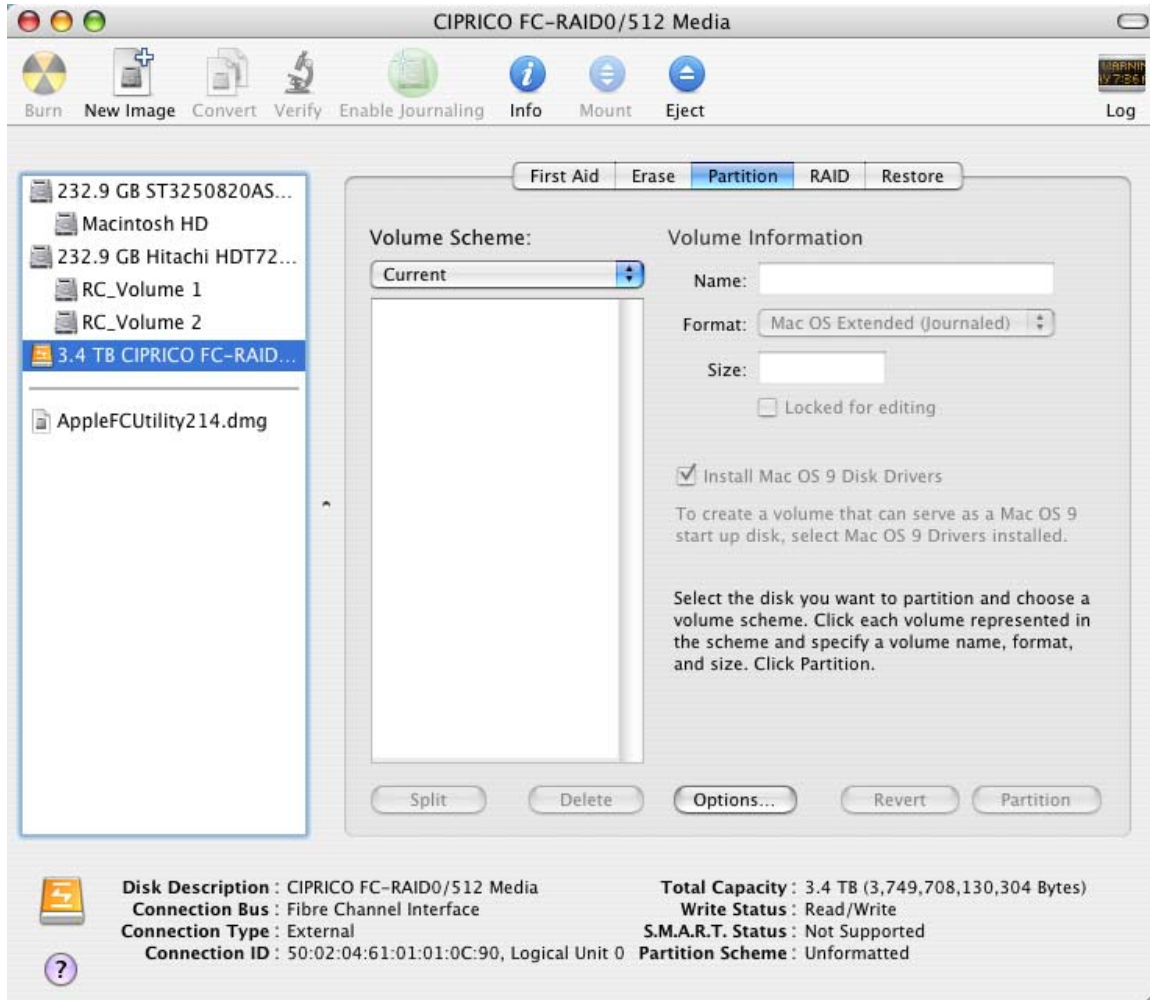 CIPRICO FC-RAID0/512 Media
Burn New Image Convert Verify Enable Journaling Info Mount Eject Log
First Aid Erase Partition RAID Restore
232.9 GB ST3250820AS...
Macintosh HD
232.9 GB Hitachi HDT72...
RC_Volume 1
RC_Volume 2
3.4 TB CIPRICO FC-RAID...
AppleFCUtility214.dmg
Volume Scheme:
Current
Volume Information
Name:
Format: Mac OS Extended (Journaled)
Size:
Locked for editing
Install Mac OS 9 Disk Drivers
To create a volume that can serve as a Mac OS 9
start up disk, select Mac OS 9 Drivers installed.
Select the disk you want to partition and choose a
volume scheme. Click each volume represented in
the scheme and specify a volume name, format,
and size. Click Partition.
Split Delete Options... Revert Partition
Disk Description : CIPRICO FC-RAID0/512 Media
Connection Bus : Fibre Channel Interface
Connection Type : External
Connection ID : 50:02:04:61:01:01:0C:90, Logical Unit 0
Total Capacity : 3.4 TB (3,749,708,130,304 Bytes)
Write Status : Read/Write
S.M.A.R.T. Status : Not Supported
Partition Scheme : Unformatted
?